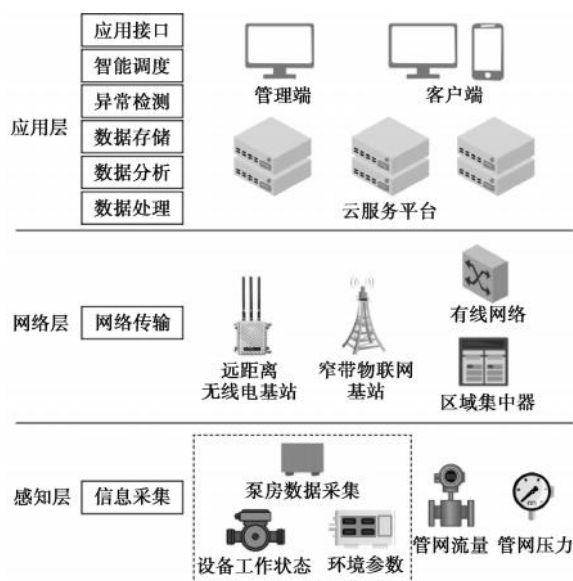 应用接口
智能调度
异常检测
数据存储
数据分析
数据处理
应用层
管理端
客户端
云服务平台
网络层
网络传输
远距离
无线电基站
窄带物联网
基站
有线网络
区域集中器
感知层
信息采集
泵房数据采集
设备工作状态
环境参数
管网流量
管网压力